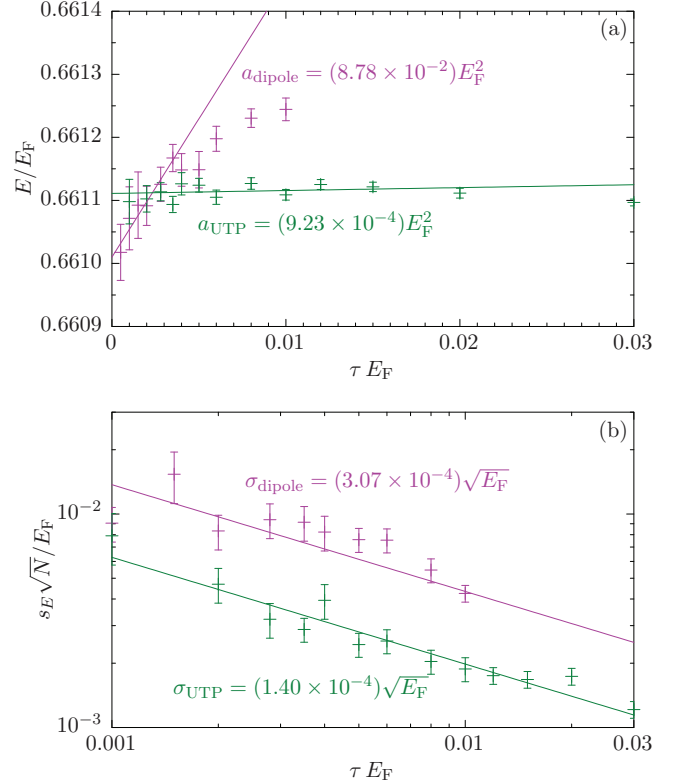 0.6614
0.6613
0.6612
0.6611
0.6610
0.6609
E/E_F
(a)
a_dipole = (8.78 × 10^−2)E_F^2
a_UTP = (9.23 × 10^−4)E_F^2
0 0.01 0.02 0.03
τ E_F
10^−2
10^−3
s_E√N/E_F
(b)
σ_dipole = (3.07 × 10^−4)√E_F
σ_UTP = (1.40 × 10^−4)√E_F
0.001 0.01 0.03
τ E_F